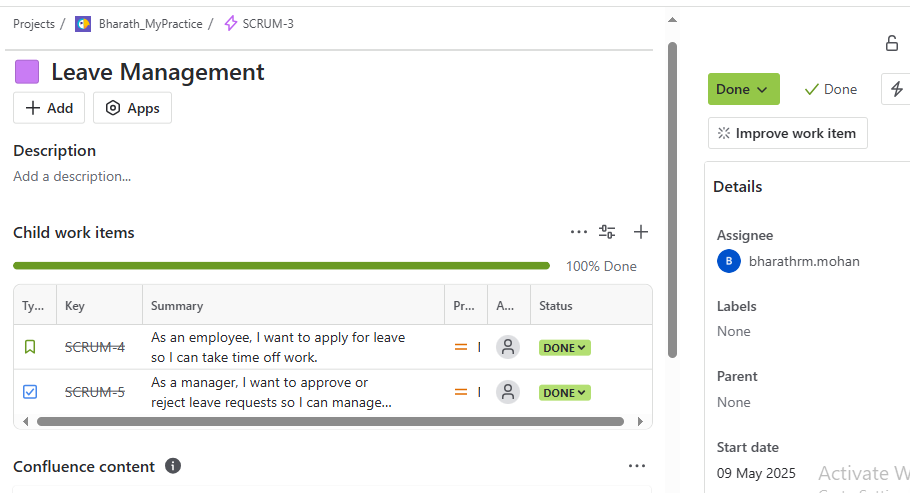 Projects / Bharath_MyPractice / SCRUM-3
Leave Management
Add Apps
Description
Add a description...
Child work items
100% Done
Ty... Key Summary Pr... A... Status
SCRUM-4 As an employee, I want to apply for leave so I can take time off work. DONE
SCRUM-5 As a manager, I want to approve or reject leave requests so I can manage... DONE
Confluence content
Done Done
Improve work item
Details
Assignee
B bharathrm.mohan
Labels
None
Parent
None
Start date
09 May 2025
Activate W